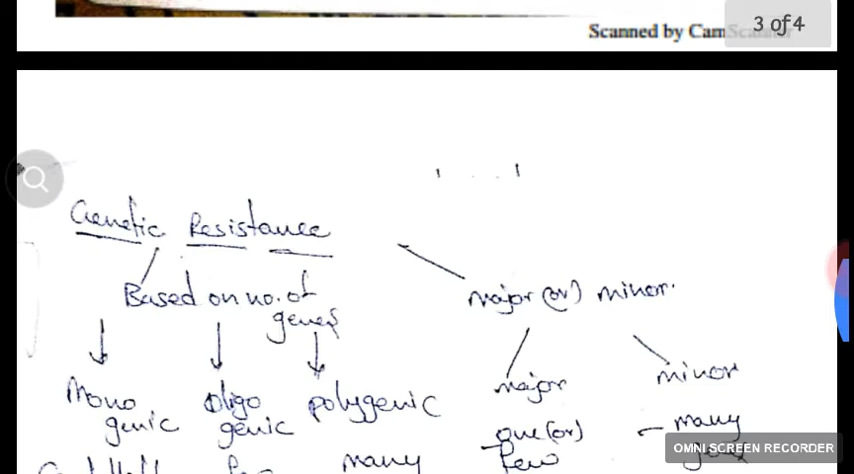 Scanned by Cam
3 of 4
Genetic Resistance
Based on no. of genes
major (or) minor.
Mono genic
Oligo genic
polygenic
major
minor
one (or) few
many
many
OMNI SCREEN RECORDER